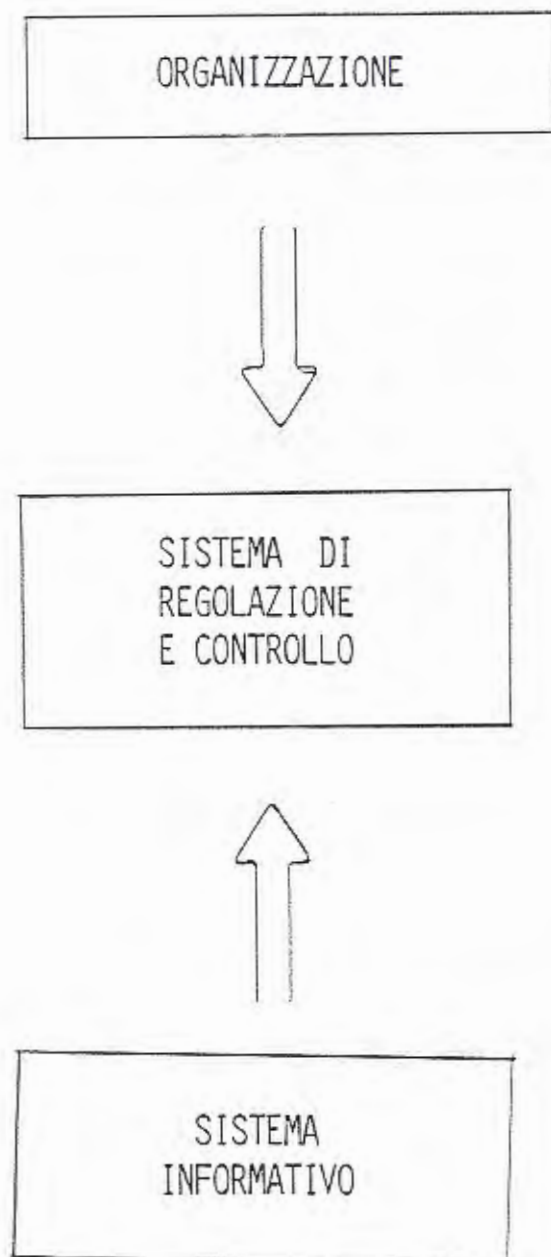 ORGANIZZAZIONE
SISTEMA DI
REGOLAZIONE
E CONTROLLO
SISTEMA
INFORMATIVO